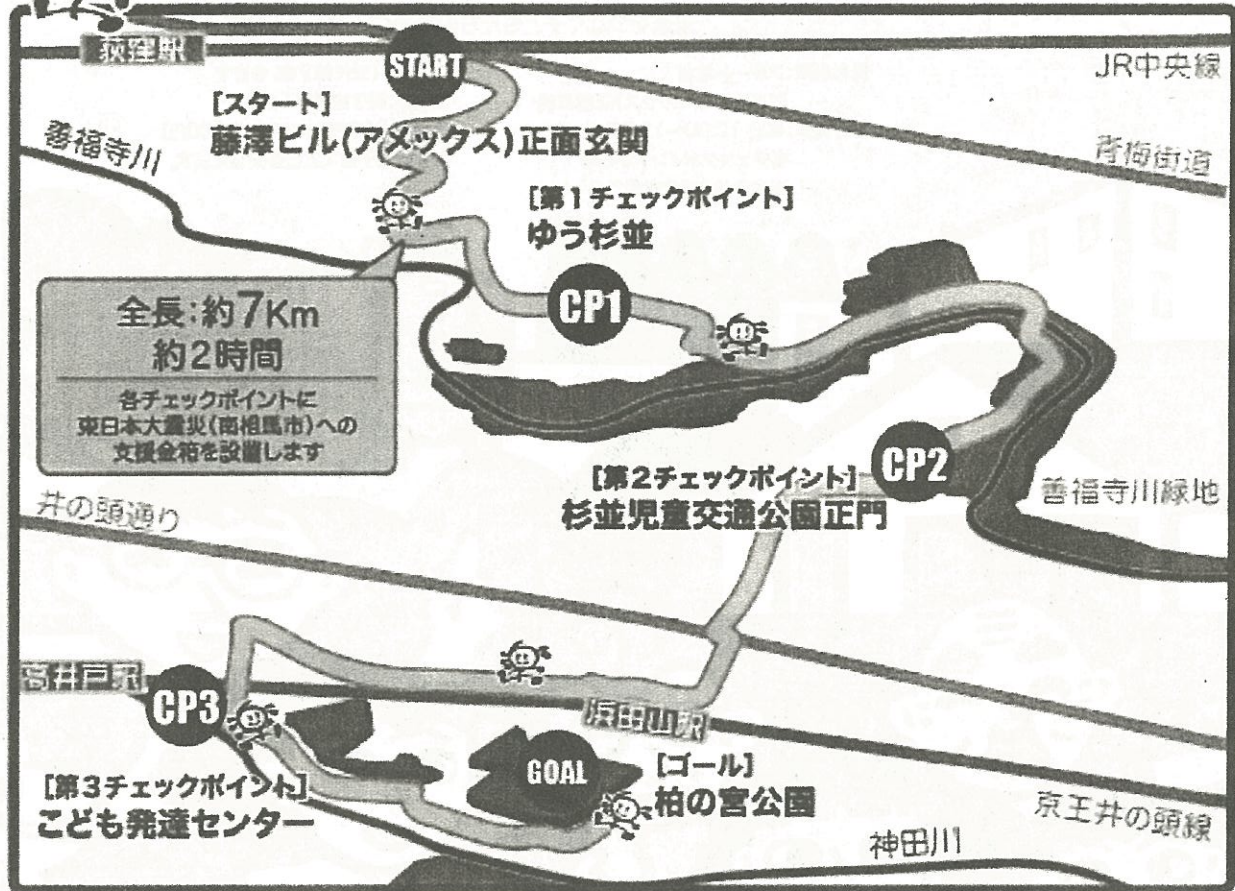 荻窪駅
START
JR中央線
[スタート]
藤澤ビル(アメックス)正面玄関
善福寺川
青梅街道
[第1チェックポイント]
ゆう杉並
CP1
全長:約7Km
約2時間
各チェックポイントに
東日本大震災(南相馬市)への
支援金箱を設置します
CP2
[第2チェックポイント]
杉並児童交通公園正門
善福寺川緑地
井の頭通り
高井戸駅
CP3
浜田山駅
GOAL
[ゴール]
柏の宮公園
[第3チェックポイント]
こども発達センター
京王井の頭線
神田川